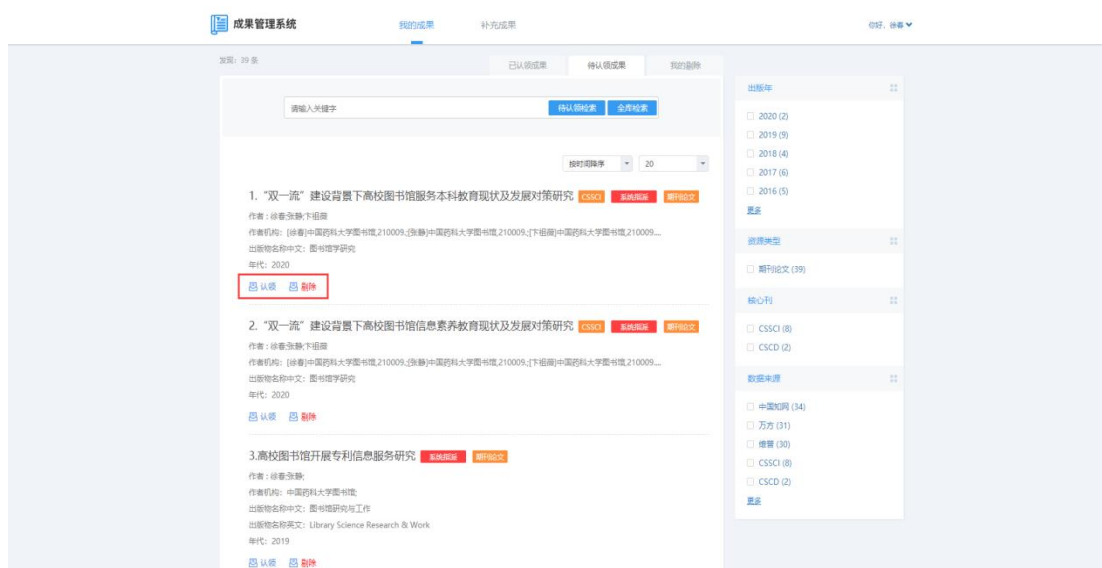 成果管理系统
我的成果
补充成果
你好, 徐春
发现: 39 条
已认领成果
待认领成果
我的剔除
请输入关键字
待认领检索
全库检索
按时间降序
20
1. “双一流”建设背景下高校图书馆服务本科教育现状及发展对策研究 CSSCI 系统指派 期刊论文
作者 : 徐春;张静;卞祖薇
作者机构: [徐春]中国药科大学图书馆,210009.;[张静]中国药科大学图书馆,210009.;[卞祖薇]中国药科大学图书馆,210009....
出版物名称中文: 图书馆学研究
年代: 2020
认领 剔除
2. “双一流”建设背景下高校图书馆信息素养教育现状及发展对策研究 CSSCI 系统指派 期刊论文
作者 : 徐春;张静;卞祖薇
作者机构: [徐春]中国药科大学图书馆,210009.;[张静]中国药科大学图书馆,210009.;[卞祖薇]中国药科大学图书馆,210009....
出版物名称中文: 图书馆学研究
年代: 2020
认领 剔除
3.高校图书馆开展专利信息服务研究 系统指派 期刊论文
作者 : 徐春;张静;
作者机构: 中国药科大学图书馆;
出版物名称中文: 图书馆研究与工作
出版物名称英文: Library Science Research & Work
年代: 2019
认领 剔除
出版年
2020 (2)
2019 (9)
2018 (4)
2017 (6)
2016 (5)
更多
资源类型
期刊论文 (39)
核心刊
CSSCI (8)
CSCD (2)
数据来源
中国知网 (34)
万方 (31)
维普 (30)
CSSCI (8)
CSCD (2)
更多